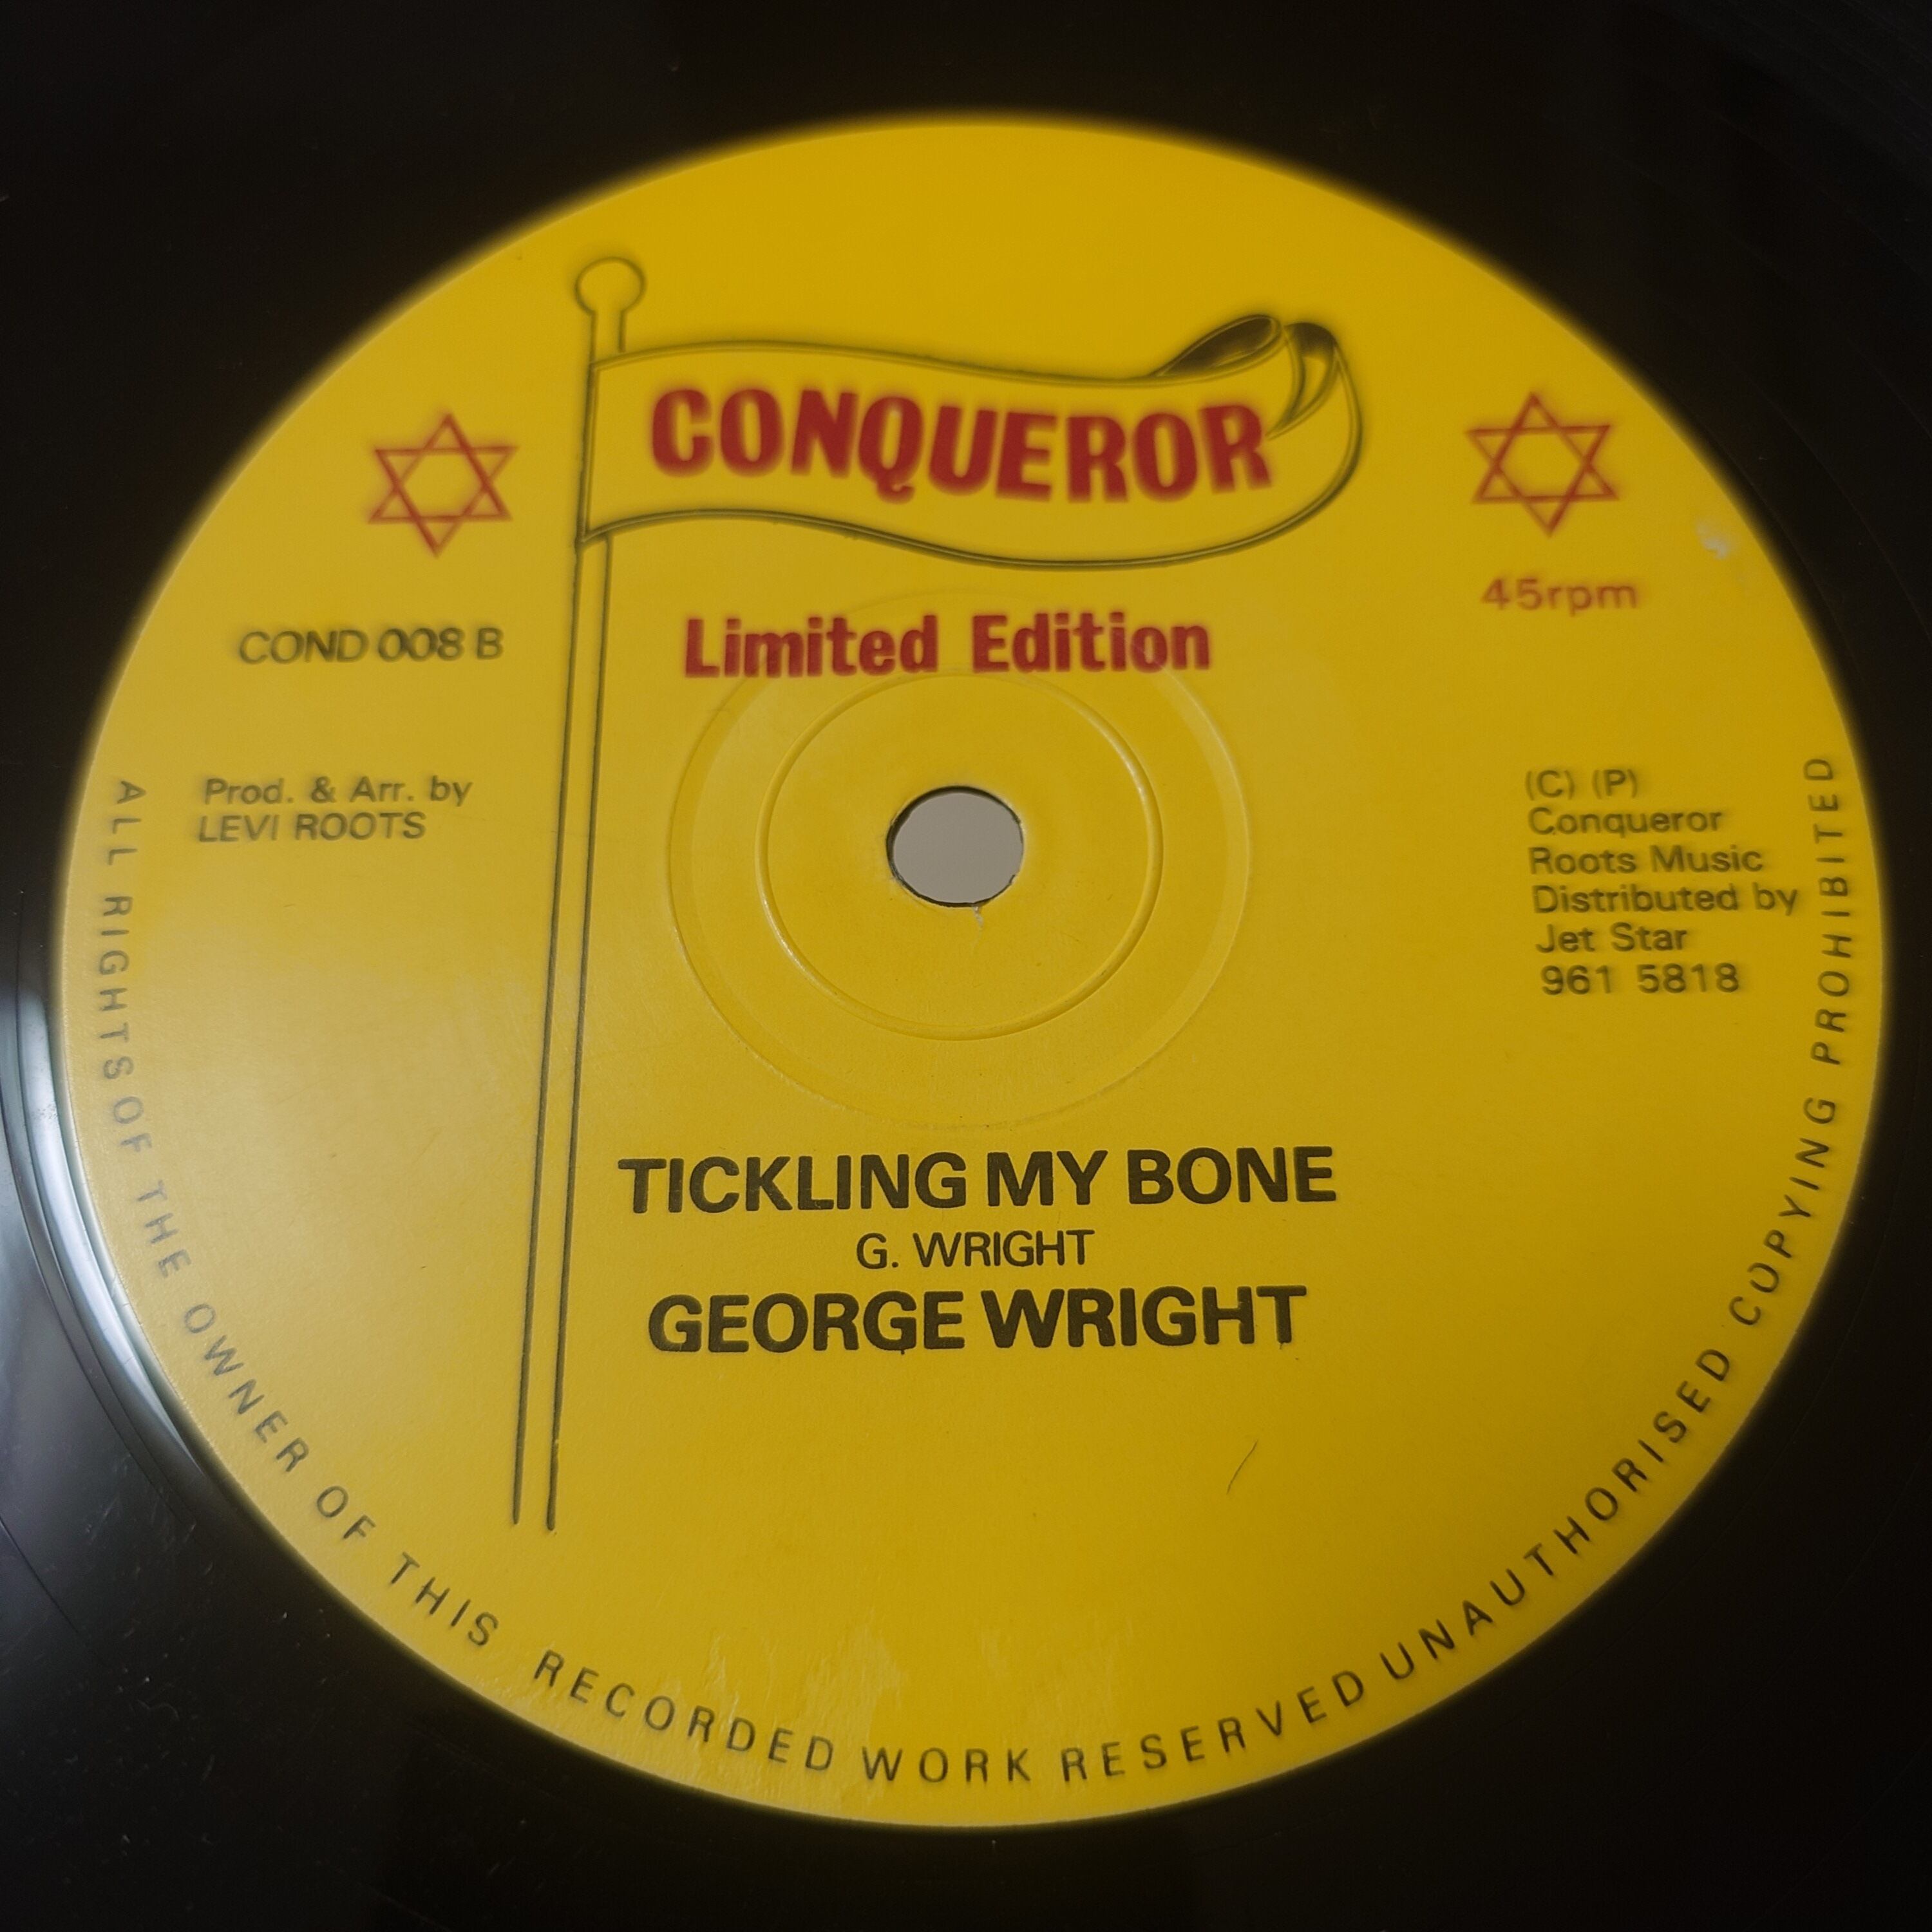 CONQUEROR
Limited Edition
COND 008 B
45rpm
Prod. & Arr. by
LEVI ROOTS
(C) (P)
Conqueror
Roots Music
Distributed by
Jet Star
961 5818
TICKLING MY BONE
G. WRIGHT
GEORGE WRIGHT
ALL RIGHTS OF THE OWNER OF THIS RECORDED WORK RESERVED UNAUTHORISED COPYING PROHIBITED